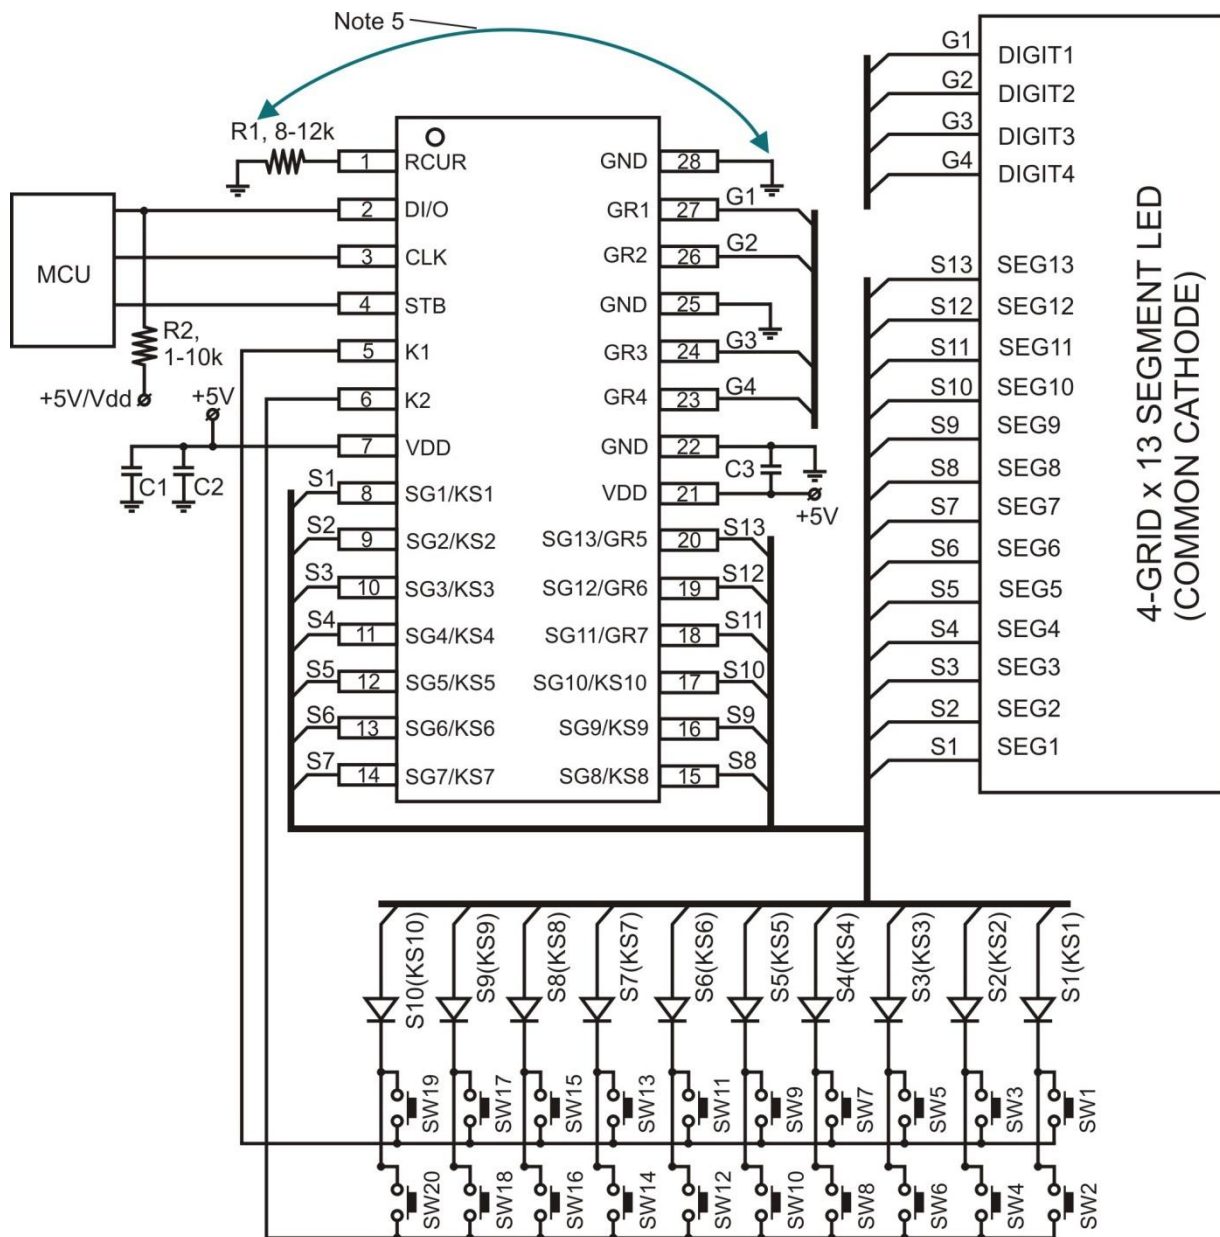 Note 5
R1, 8-12k
MCU
R2,
1-10k
+5V/Vdd
+5V
C1
C2
1 RCUR
2 DI/O
3 CLK
4 STB
5 K1
6 K2
7 VDD
S1 8 SG1/KS1
S2 9 SG2/KS2
S3 10 SG3/KS3
S4 11 SG4/KS4
S5 12 SG5/KS5
S6 13 SG6/KS6
S7 14 SG7/KS7
GND 28
GR1 27 G1
GR2 26 G2
GND 25
GR3 24 G3
GR4 23 G4
GND 22
C3
VDD 21
+5V
SG13/GR5 20 S13
SG12/GR6 19 S12
SG11/GR7 18 S11
SG10/KS10 17 S10
SG9/KS9 16 S9
SG8/KS8 15 S8
G1 DIGIT1
G2 DIGIT2
G3 DIGIT3
G4 DIGIT4
S13 SEG13
S12 SEG12
S11 SEG11
S10 SEG10
S9 SEG9
S8 SEG8
S7 SEG7
S6 SEG6
S5 SEG5
S4 SEG4
S3 SEG3
S2 SEG2
S1 SEG1
4-GRID x 13 SEGMENT LED
(COMMON CATHODE)
S10(KS10)
S9(KS9)
S8(KS8)
S7(KS7)
S6(KS6)
S5(KS5)
S4(KS4)
S3(KS3)
S2(KS2)
S1(KS1)
SW19
SW17
SW15
SW13
SW11
SW9
SW7
SW5
SW3
SW1
SW20
SW18
SW16
SW14
SW12
SW10
SW8
SW6
SW4
SW2